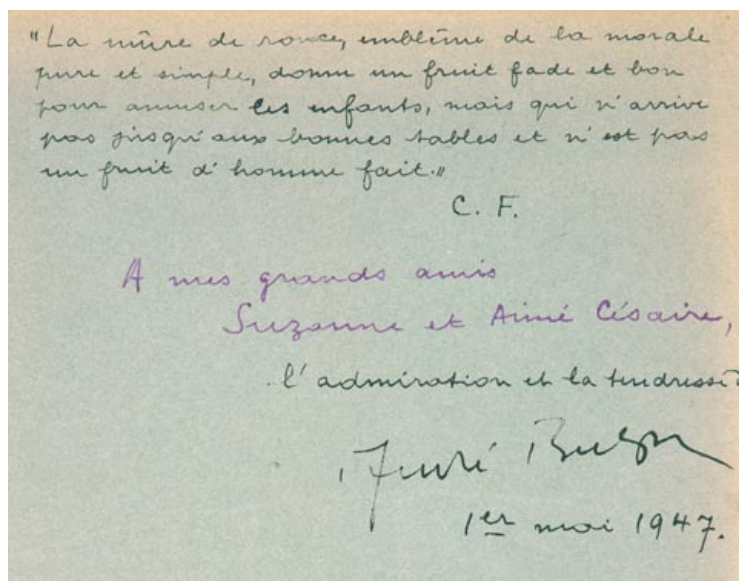 "La mûre de ronce, emblême de la morale
pure et simple, donne un fruit fade et bon
pour amuser les enfants, mais qui n'arrive
pas jusqu'aux bonnes tables et n'est pas
un fruit d'homme fait."
C. F.
A mes grands amis
Suzanne et Aimé Césaire,
l'admiration et la tendresse
André Breton
1er mai 1947.